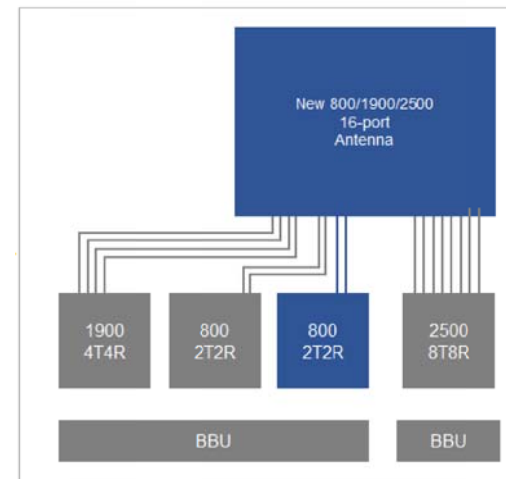 New 800/1900/2500
16-port
Antenna
1900
4T4R
800
2T2R
800
2T2R
2500
8T8R
BBU
BBU